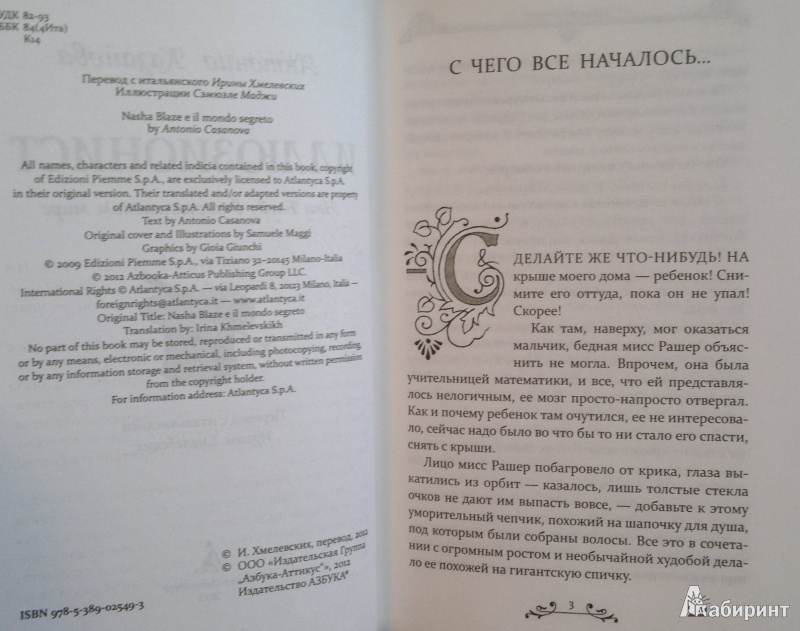 УДК 82-93
ББК 84(4Ита)
К14
Перевод с итальянского Ирины Хмелевских
Иллюстрации Сэмюэле Маджи
Nasha Blaze e il mondo segreto
by Antonio Casanova
All names, characters and related indicia contained in this book, copyright
of Edizioni Piemme S.p.A., are exclusively licensed to Atlantyca S.p.A.
in their original version. Their translated and/or adapted versions are property
of Atlantyca S.p.A. All rights reserved.
Text by Antonio Casanova
Original cover and Illustrations by Samuele Maggi
Graphics by Gioia Giunchi
© 2009 Edizioni Piemme S.p.A., via Tiziano 32–20145 Milano-Italia
© 2012 Azbooka-Atticus Publishing Group LLC.
International Rights © Atlantyca S.p.A. — via Leopardi 8, 20123 Milano, Italia —
foreignrights@atlantyca.it — www.atlantyca.it
Original Title: Nasha Blaze e il mondo segreto
Translation by: Irina Khmelevskikh
No part of this book may be stored, reproduced or transmitted in any form
or by any means, electronic or mechanical, including photocopying, recording,
or by any information storage and retrieval system, without written permission
from the copyright holder.
For information address: Atlantyca S.p.A.
© И. Хмелевских, перевод, 2012
© ООО «Издательская Группа
„Азбука-Аттикус“», 2012
Издательство АЗБУКА®
ISBN 978-5-389-02549-3
С ЧЕГО ВСЕ НАЧАЛОСЬ...
СДЕЛАЙТЕ ЖЕ ЧТО-НИБУДЬ! НА
крыше моего дома — ребенок! Сни-
мите его оттуда, пока он не упал!
Скорее!
Как там, наверху, мог оказаться
мальчик, бедная мисс Рашер объяс-
нить не могла. Впрочем, она была
учительницей математики, и все, что ей представля-
лось нелогичным, ее мозг просто-напросто отвергал.
Как и почему ребенок там очутился, ее не интересова-
ло, сейчас надо было во что бы то ни стало его спасти,
снять с крыши.
Лицо мисс Рашер побагровело от крика, глаза вы-
катились из орбит — казалось, лишь толстые стекла
очков не дают им выпасть вовсе, — добавьте к этому
уморительный чепчик, похожий на шапочку для душа,
под которым были собраны волосы. Все это в сочета-
нии с огромным ростом и необычайной худобой дела-
ло ее похожей на гигантскую спичку.
3
Лабиринт